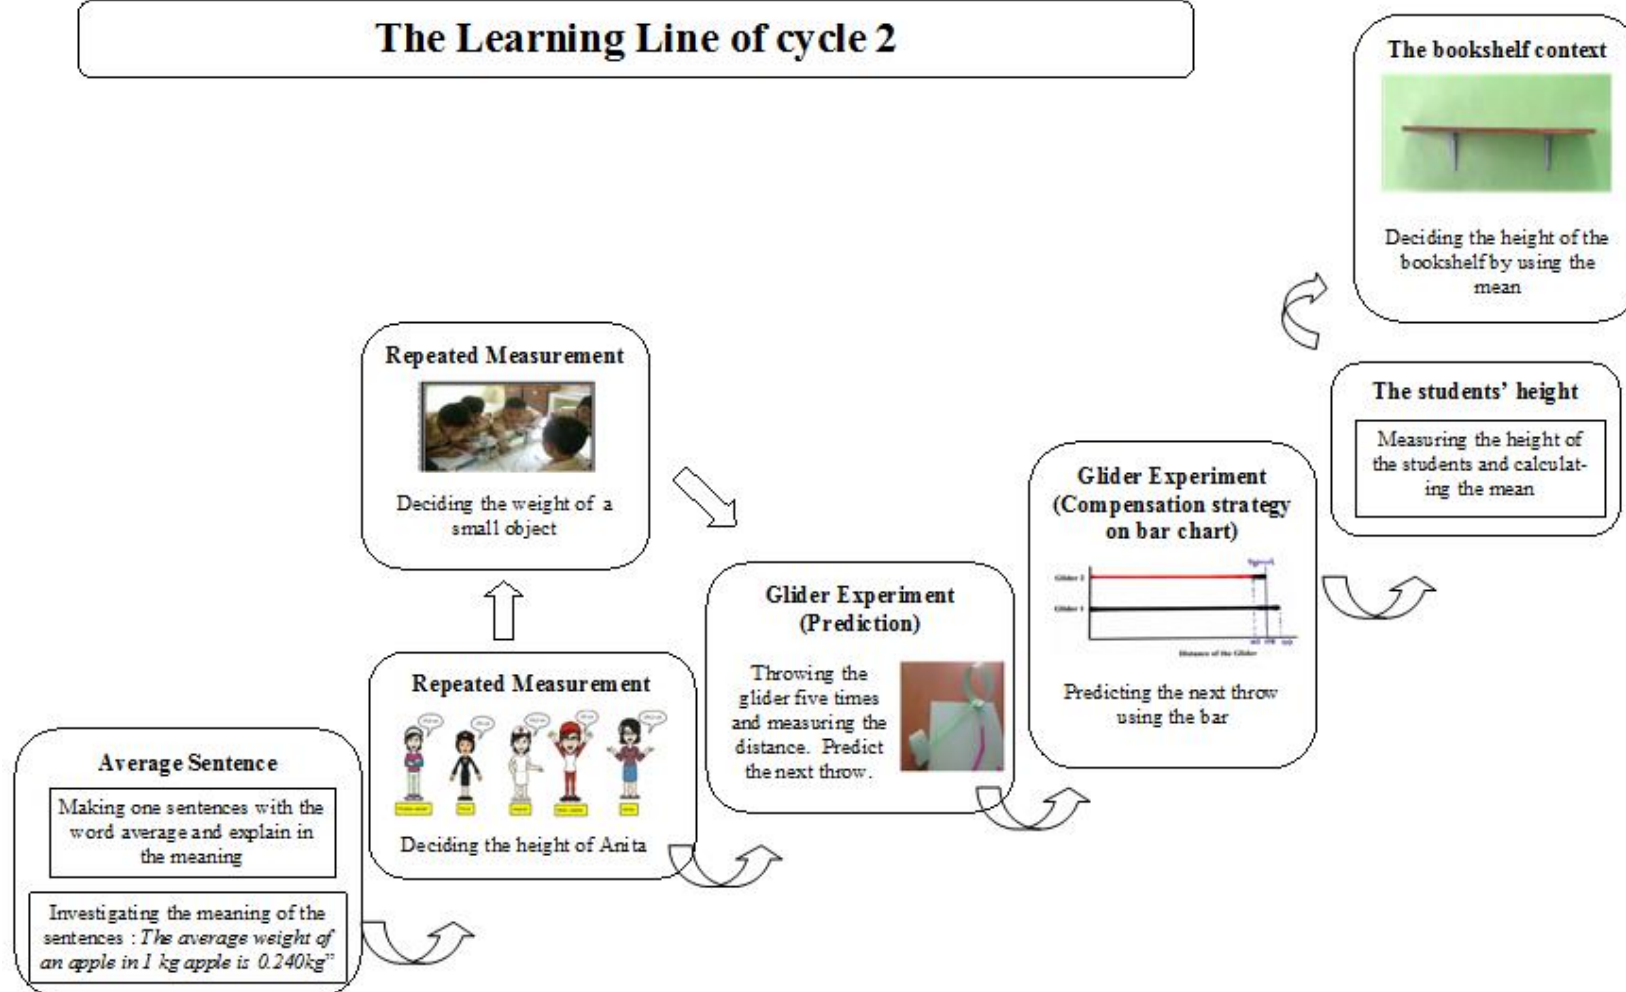 The Learning Line of cycle 2
Average Sentence
Making one sentences with the
word average and explain in
the meaning
Investigating the meaning of the
sentences : The average weight of
an apple in 1 kg apple is 0.240kg”
Repeated Measurement
Deciding the height of Anita
Repeated Measurement
Deciding the weight of a
small object
Glider Experiment
(Prediction)
Throwing the
glider five times
and measuring the
distance. Predict
the next throw.
Glider Experiment
(Compensation strategy
on bar chart)
Glider 2
Glider 1
Distance of the Glider
Predicting the next throw
using the bar
The students’ height
Measuring the height of
the students and calculat-
ing the mean
The bookshelf context
Deciding the height of the
bookshelf by using the
mean